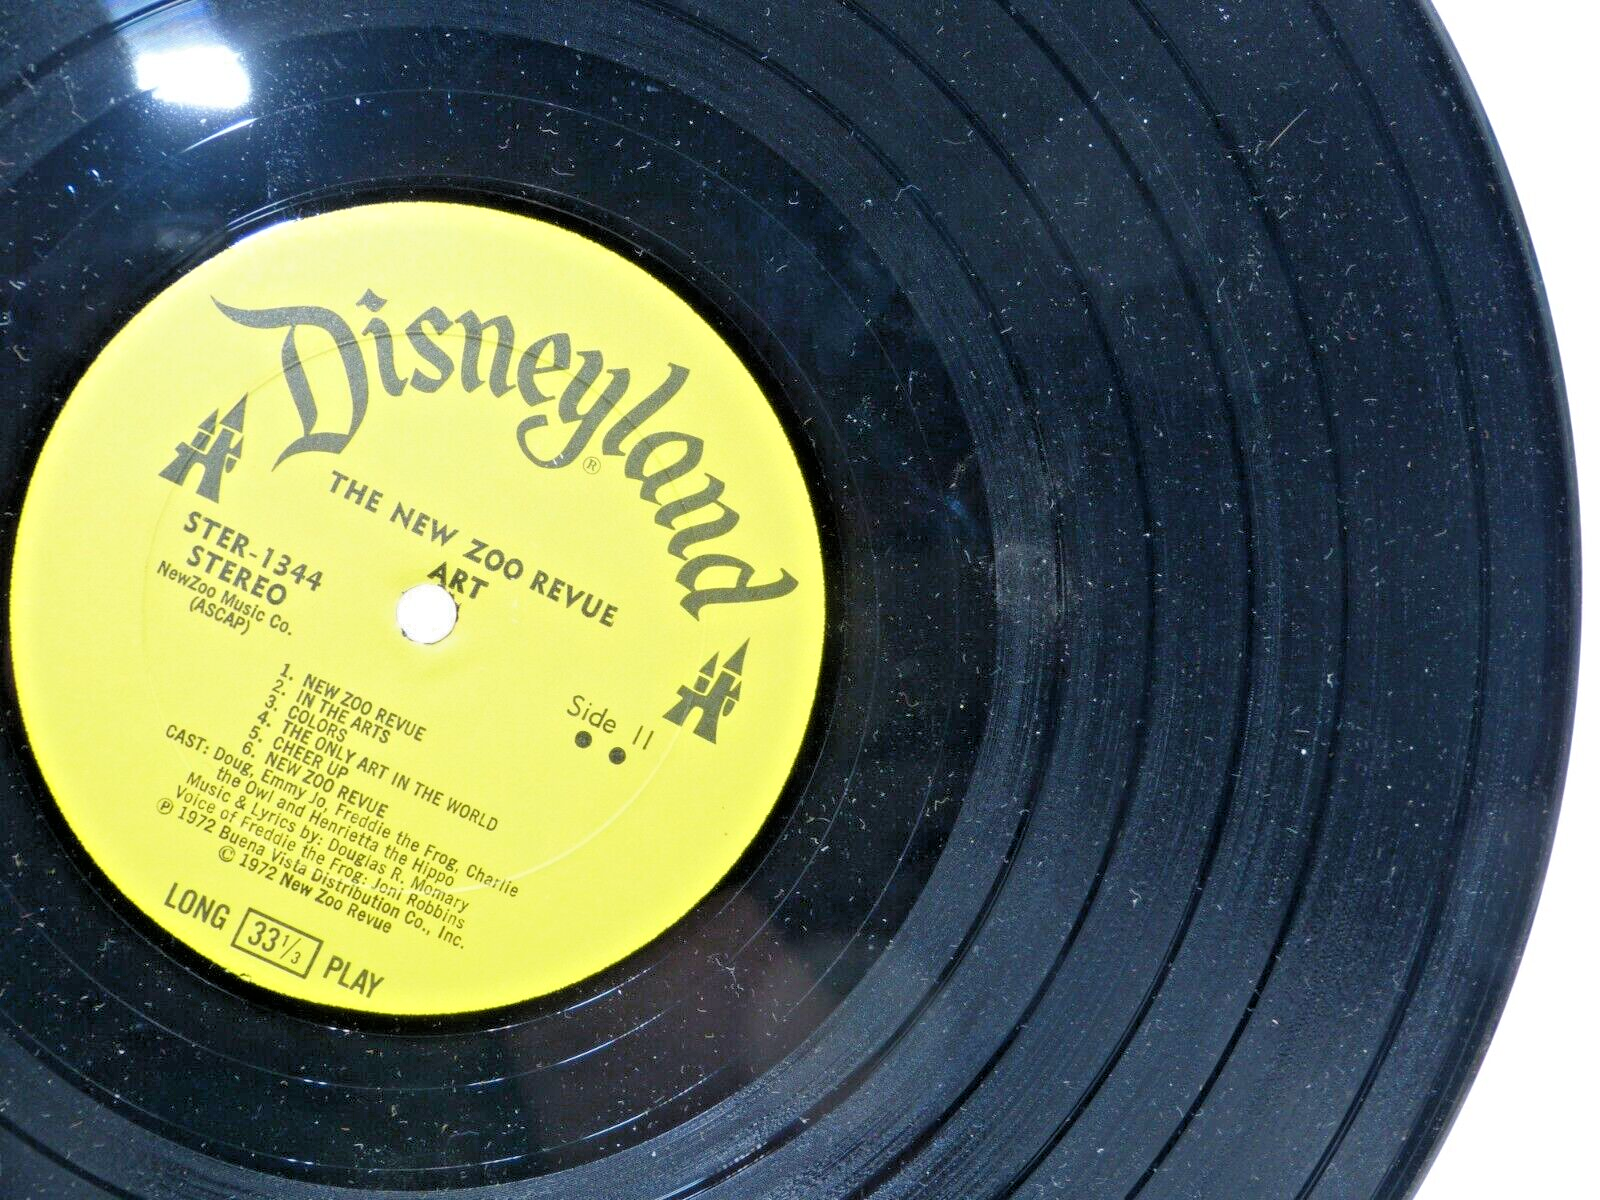 Disneyland®
THE NEW ZOO REVUE
ART
STER-1344
STEREO
NewZoo Music Co.
(ASCAP)
Side II
1. NEW ZOO REVUE
2. IN THE ARTS
3. COLORS
4. THE ONLY ART IN THE WORLD
5. CHEER UP
6. NEW ZOO REVUE
CAST: Doug, Emmy Jo, Freddie the Frog, Charlie
the Owl and Henrietta the Hippo
Music & Lyrics by: Douglas R. Momary
Voice of Freddie the Frog: Joni Robbins
℗ 1972 Buena Vista Distribution Co., Inc.
© 1972 New Zoo Revue
LONG 33 1/3 PLAY